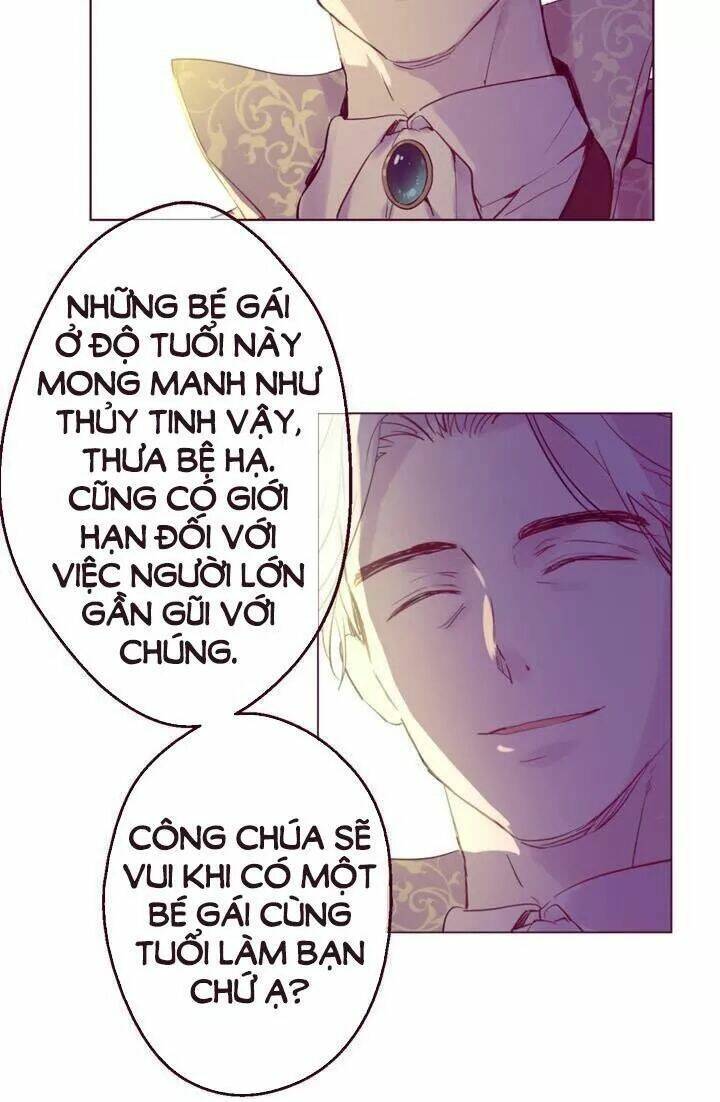 NHỮNG BÉ GÁI
Ở ĐỘ TUỔI NÀY
MONG MANH NHƯ
THỦY TINH VẬY,
THƯA BỆ HẠ.
CŨNG CÓ GIỚI
HẠN ĐỐI VỚI
VIỆC NGƯỜI LỚN
GẦN GŨI VỚI
CHÚNG.
CÔNG CHÚA SẼ
VUI KHI CÓ MỘT
BÉ GÁI CÙNG
TUỔI LÀM BẠN
CHỨ Ạ?